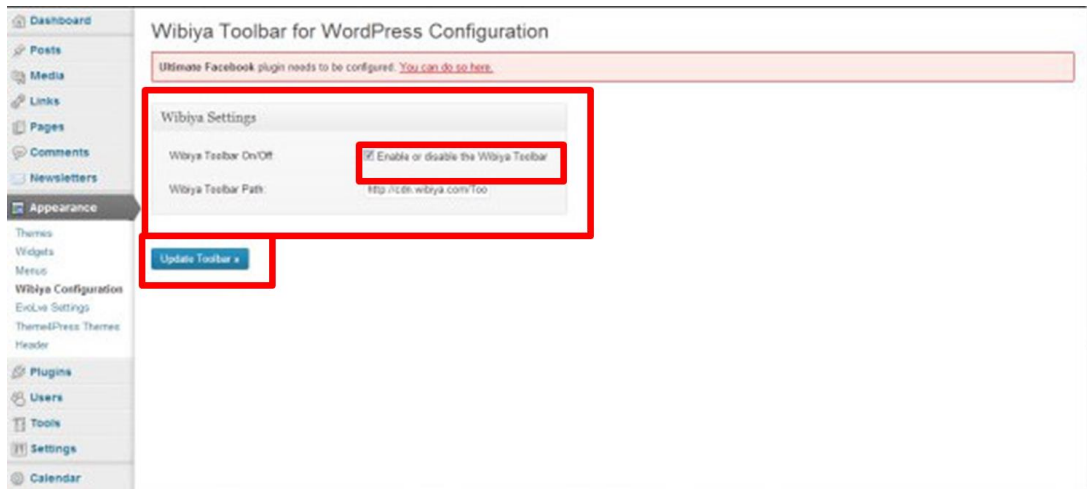 Dashboard
Posts
Media
Links
Pages
Comments
Newsletters
Appearance
Themes
Widgets
Menus
Wibiya Configuration
EvoLve Settings
Theme4Press Themes
Header
Plugins
Users
Tools
Settings
Calendar
Wibiya Toolbar for WordPress Configuration
Ultimate Facebook plugin needs to be configured. You can do so here.
Wibiya Settings
Wibiya Toolbar On/Off
Enable or disable the Wibiya Toolbar
Wibiya Toolbar Path:
http://cdn.wibiya.com/Too
Update Toolbar »